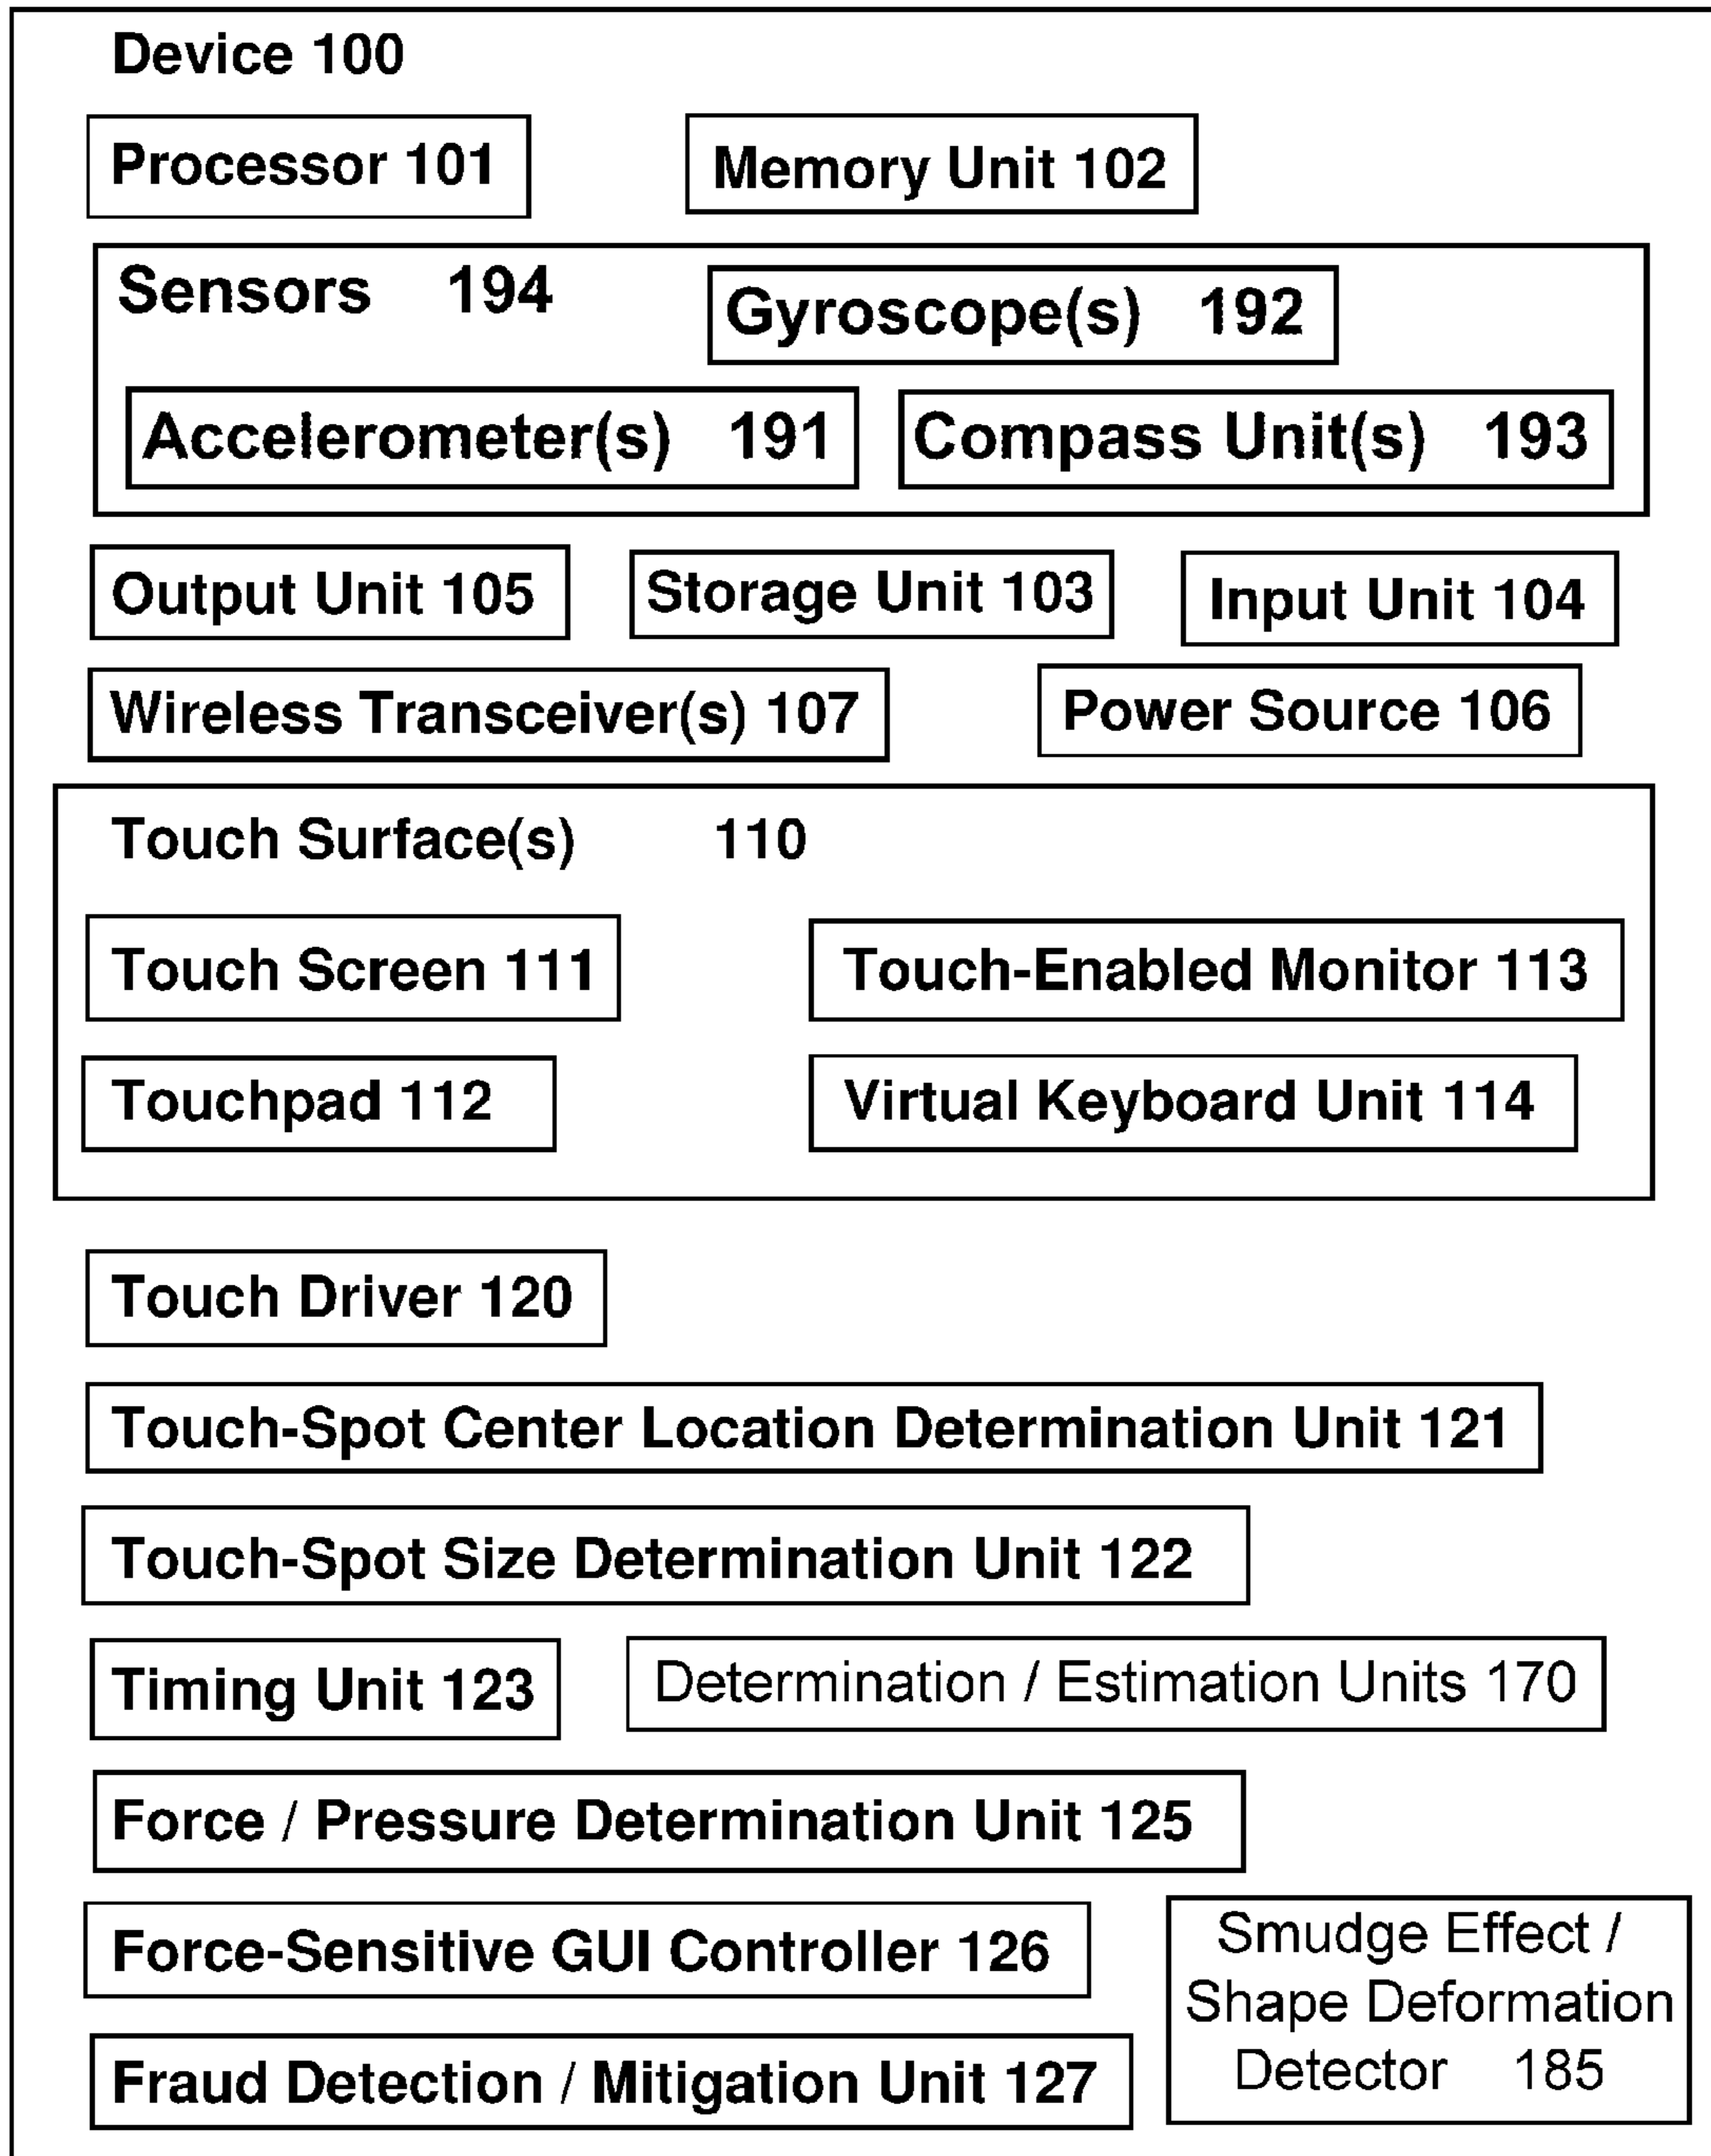 Device 100
Processor 101
Memory Unit 102
Sensors 194
Gyroscope(s) 192
Accelerometer(s) 191
Compass Unit(s) 193
Output Unit 105
Storage Unit 103
Input Unit 104
Wireless Transceiver(s) 107
Power Source 106
Touch Surface(s) 110
Touch Screen 111
Touch-Enabled Monitor 113
Touchpad 112
Virtual Keyboard Unit 114
Touch Driver 120
Touch-Spot Center Location Determination Unit 121
Touch-Spot Size Determination Unit 122
Timing Unit 123
Determination / Estimation Units 170
Force / Pressure Determination Unit 125
Force-Sensitive GUI Controller 126
Smudge Effect /
Shape Deformation
Detector 185
Fraud Detection / Mitigation Unit 127